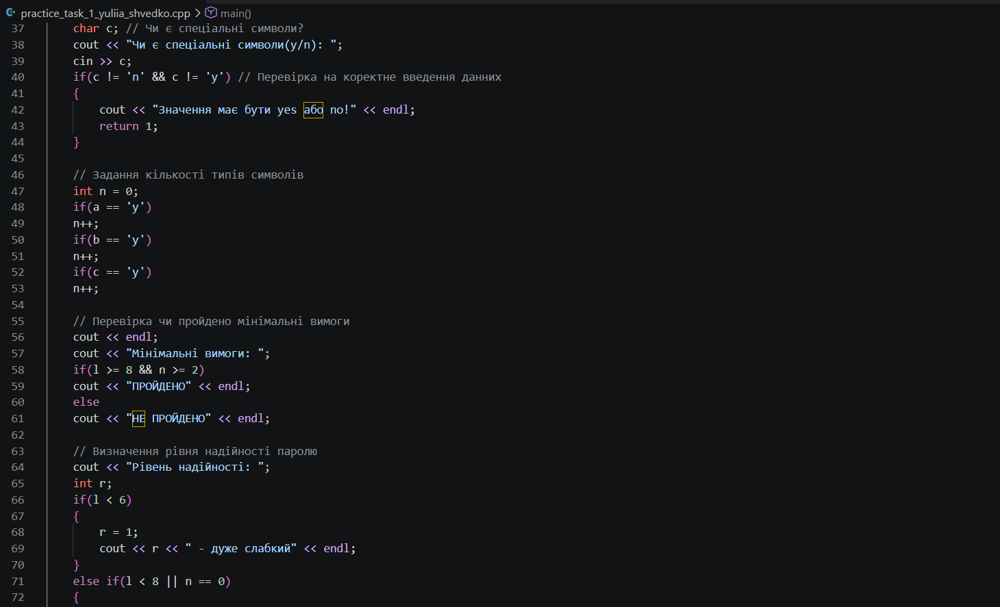 practice_task_1_yuliia_shvedko.cpp > main()
37 char c; // Чи є спеціальні символи?
38 cout << "Чи є спеціальні символи(y/n): ";
39 cin >> c;
40 if(c != 'n' && c != 'y') // Перевірка на коректне введення данних
41 {
42 cout << "Значення має бути yes або no!" << endl;
43 return 1;
44 }
45
46 // Задання кількості типів символів
47 int n = 0;
48 if(a == 'y')
49 n++;
50 if(b == 'y')
51 n++;
52 if(c == 'y')
53 n++;
54
55 // Перевірка чи пройдено мінімальні вимоги
56 cout << endl;
57 cout << "Мінімальні вимоги: ";
58 if(l >= 8 && n >= 2)
59 cout << "ПРОЙДЕНО" << endl;
60 else
61 cout << "НЕ ПРОЙДЕНО" << endl;
62
63 // Визначення рівня надійності паролю
64 cout << "Рівень надійності: ";
65 int r;
66 if(l < 6)
67 {
68 r = 1;
69 cout << r << " - дуже слабкий" << endl;
70 }
71 else if(l < 8 || n == 0)
72 {